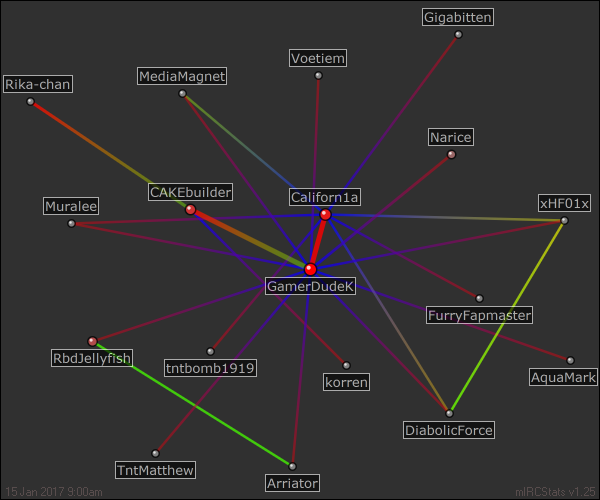 Gigabitten
Voetiem
MediaMagnet
Rika-chan
Narice
CAKEbuilder
Californ1a
xHF01x
Muralee
GamerDudeK
FurryFapmaster
RbdJellyfish
tntbomb1919
korren
AquaMark
DiabolicForce
TntMatthew
Arriator
15 Jan 2017 9:00am
mIRCStats v1.25